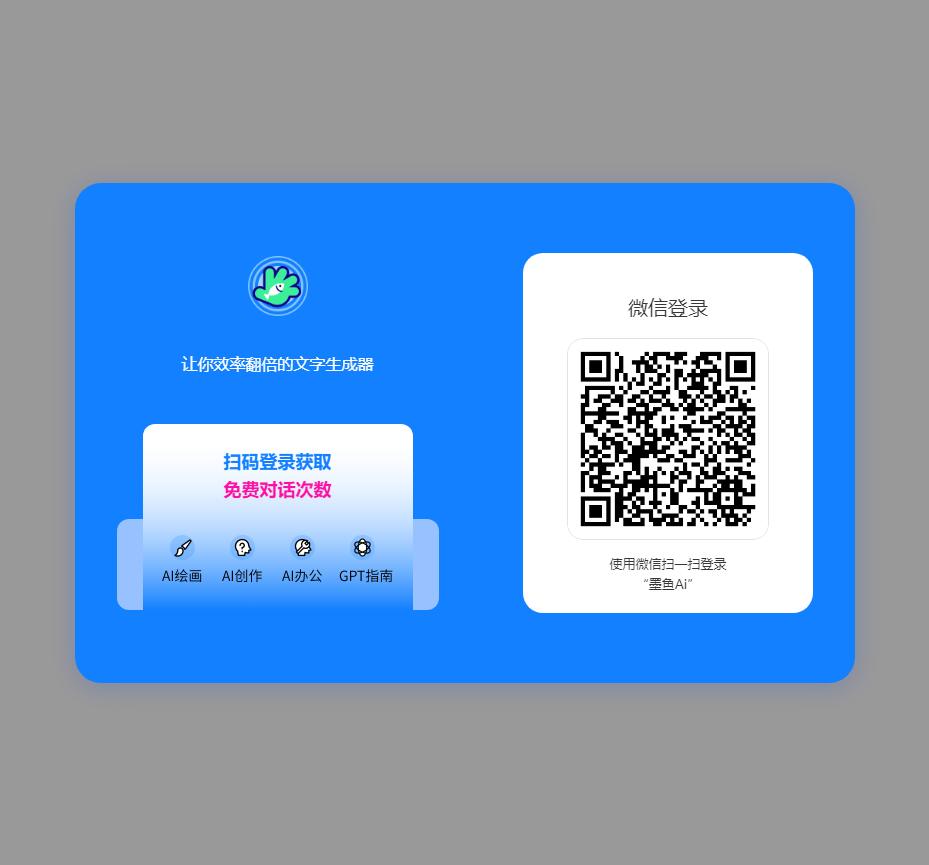 让你效率翻倍的文字生成器
扫码登录获取
免费对话次数
AI绘画
AI创作
AI办公
GPT指南
微信登录
使用微信扫一扫登录
“墨鱼Ai”